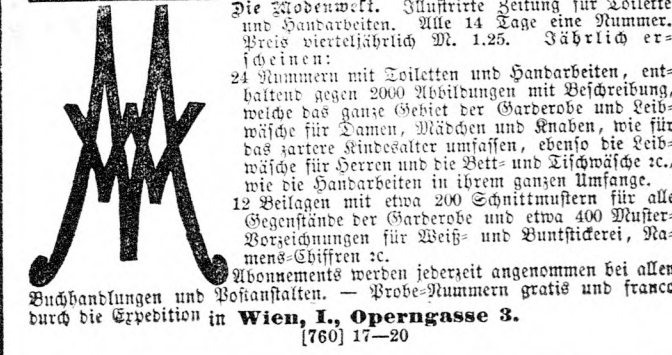 Die Modenwelt. Illustrirte Zeitung für Toilette
und Handarbeiten. Alle 14 Tage eine Nummer.
Preis vierteljährlich M. 1.25. Jährlich er-
scheinen:
24 Nummern mit Toiletten und Handarbeiten, ent-
haltend gegen 2000 Abbildungen mit Beschreibung,
welche das ganze Gebiet der Garderobe und Leib-
wäsche für Damen, Mädchen und Knaben, wie für
das zartere Kindesalter umfassen, ebenso die Leib-
wäsche für Herren und die Bett- und Tischwäsche ꝛc.,
wie die Handarbeiten in ihrem ganzen Umfange.
12 Beilagen mit etwa 200 Schnittmustern für alle
Gegenstände der Garderobe und etwa 400 Muster-
Vorzeichnungen für Weiß- und Buntstickerei, Na-
mens-Chiffren ꝛc.
Abonnements werden jederzeit angenommen bei allen
Buchhandlungen und Postanstalten. — Probe-Nummern gratis und franco
durch die Expedition in Wien, I., Operngasse 3.
[760] 17—20